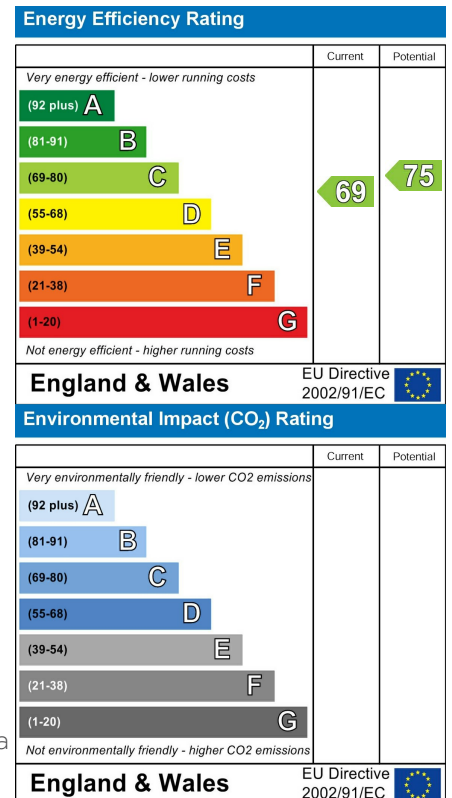 Energy Efficiency Rating
Current Potential
Very energy efficient - lower running costs
(92 plus) A
(81-91) B
(69-80) C
(55-68) D
(39-54) E
(21-38) F
(1-20) G
69 75
Not energy efficient - higher running costs
England & Wales
EU Directive
2002/91/EC
Environmental Impact (CO₂) Rating
Current Potential
Very environmentally friendly - lower CO2 emissions
(92 plus) A
(81-91) B
(69-80) C
(55-68) D
(39-54) E
(21-38) F
(1-20) G
a
Not environmentally friendly - higher CO2 emissions
England & Wales
EU Directive
2002/91/EC